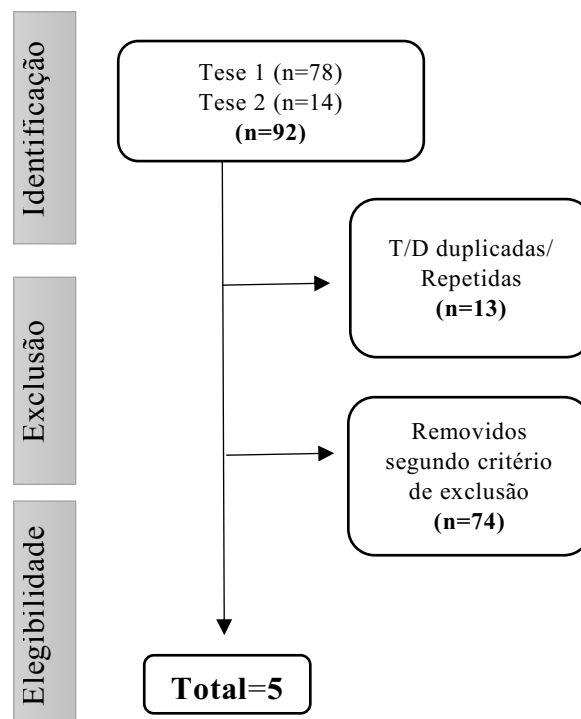 Identificação
Tese 1 (n=78)
Tese 2 (n=14)
(n=92)
T/D duplicadas/
Repetidas
(n=13)
Exclusão
Removidos
segundo critério
de exclusão
(n=74)
Elegibilidade
Total=5